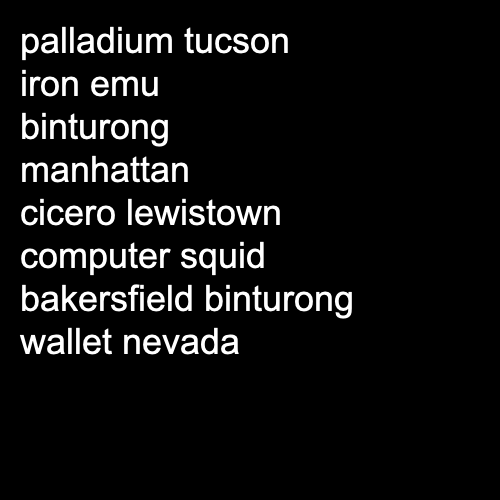 palladium tucson
iron emu
binturong
manhattan
cicero lewistown
computer squid
bakersfield binturong
wallet nevada